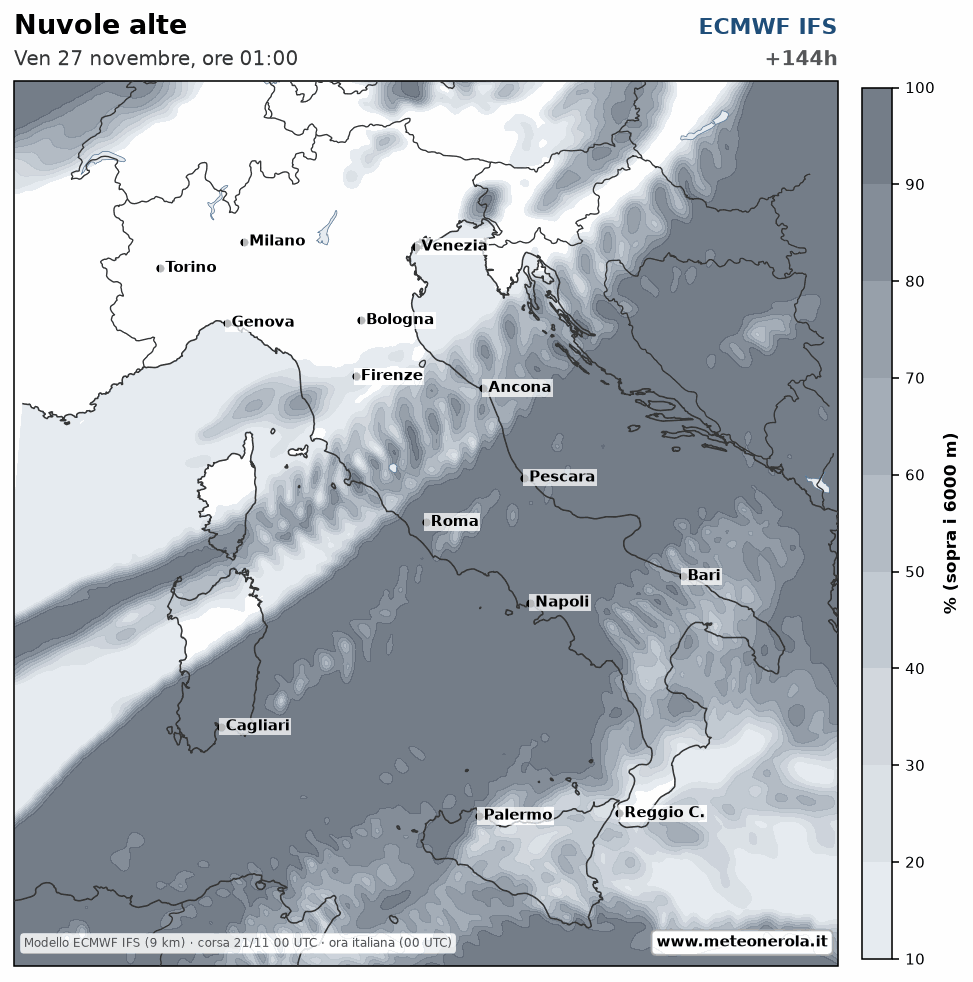 Nuvole alte
ECMWF IFS
Ven 27 novembre, ore 01:00
+144h
Milano
Venezia
Torino
Genova
Bologna
Firenze
Ancona
Pescara
Roma
Bari
Napoli
Cagliari
Palermo
Reggio C.
Modello ECMWF IFS (9 km) · corsa 21/11 00 UTC · ora italiana (00 UTC)
www.meteonerola.it
100
90
80
70
60
50
40
30
20
10
% (sopra i 6000 m)